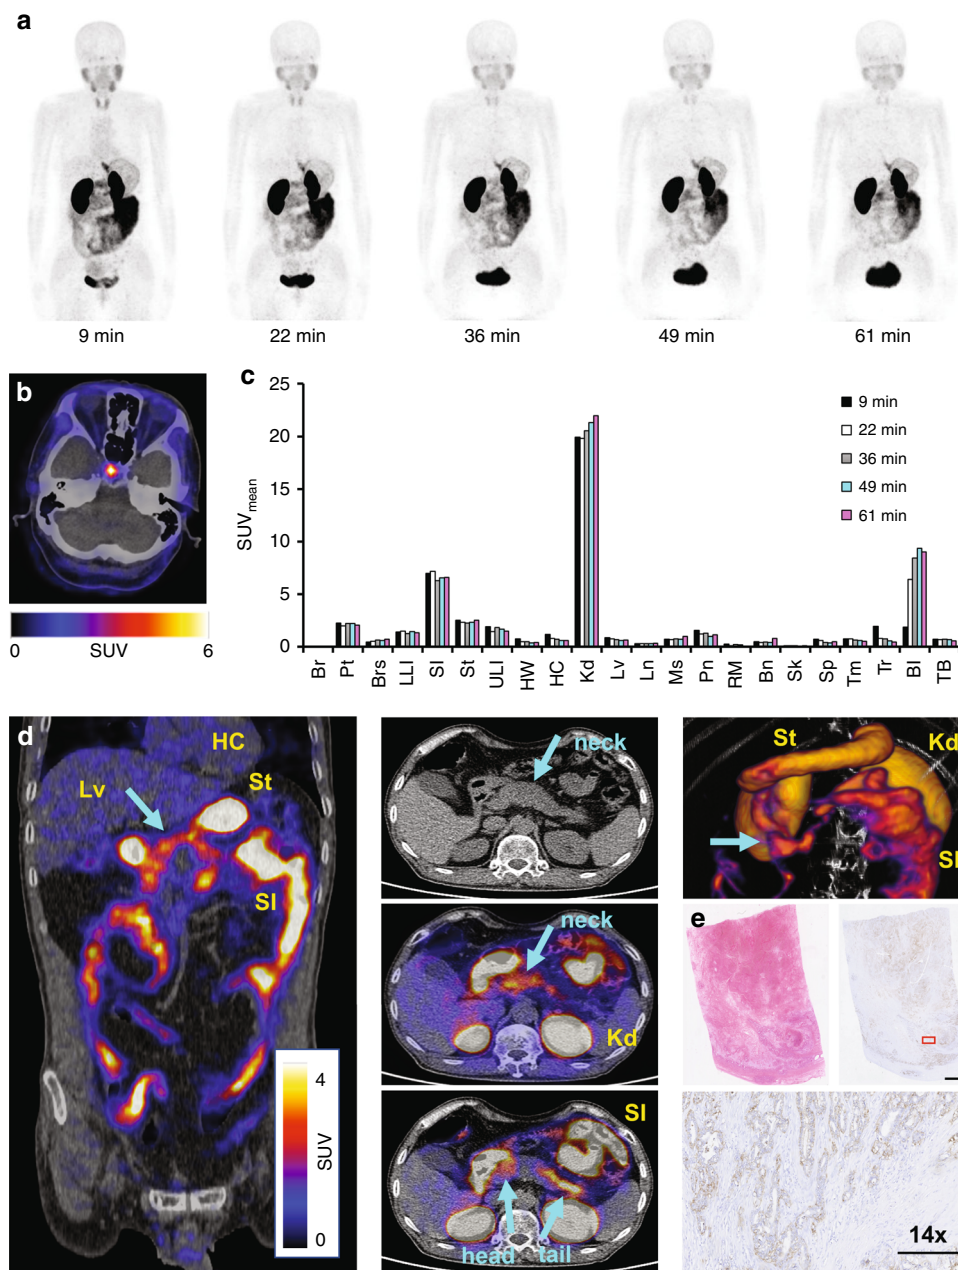 a
9 min
22 min
36 min
49 min
61 min
b
0 SUV 6
c
25
20
15
10
5
0
SUVmean
9 min
22 min
36 min
49 min
61 min
Br
Pt
Brs
LLI
SI
St
ULI
HW
HC
Kd
Lv
Ln
Ms
Pn
RM
Bn
Sk
Sp
Tm
Tr
Bl
TB
d
HC
St
Lv
SI
4
SUV
0
neck
neck
Kd
SI
head tail
St
Kd
SI
e
14x